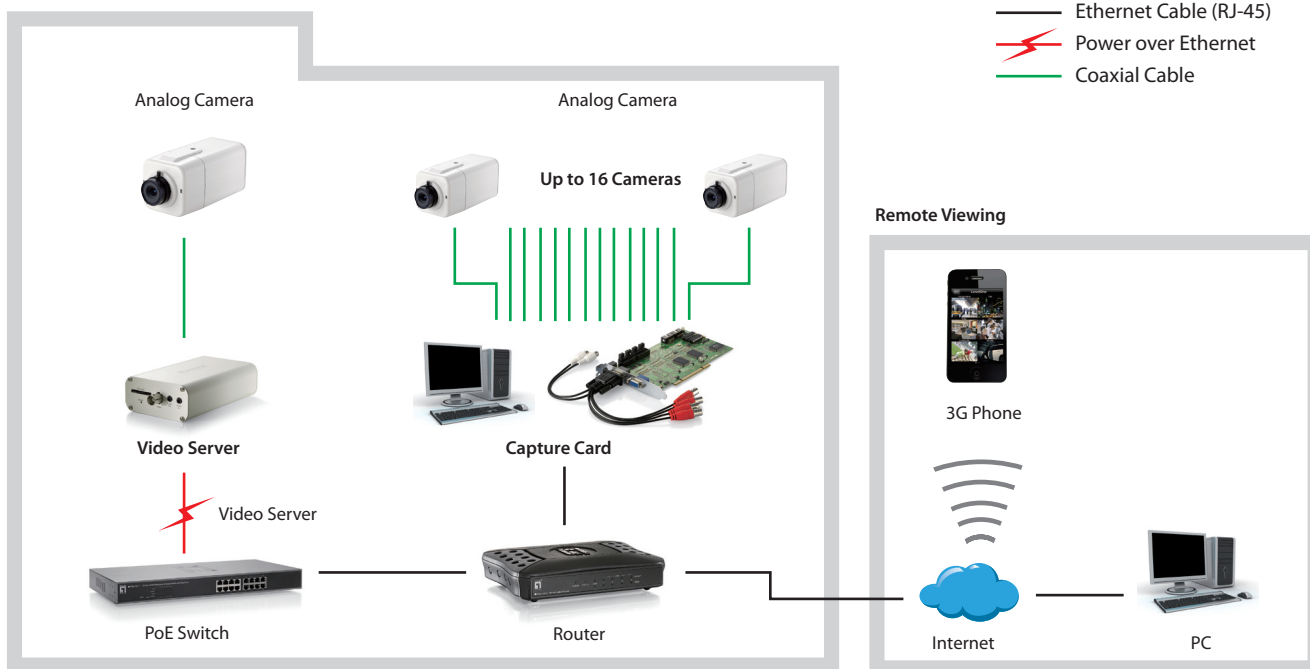 Ethernet Cable (RJ-45)
Power over Ethernet
Coaxial Cable
Analog Camera
Analog Camera
Up to 16 Cameras
Remote Viewing
3G Phone
Video Server
Capture Card
Video Server
PoE Switch
Router
Internet
PC